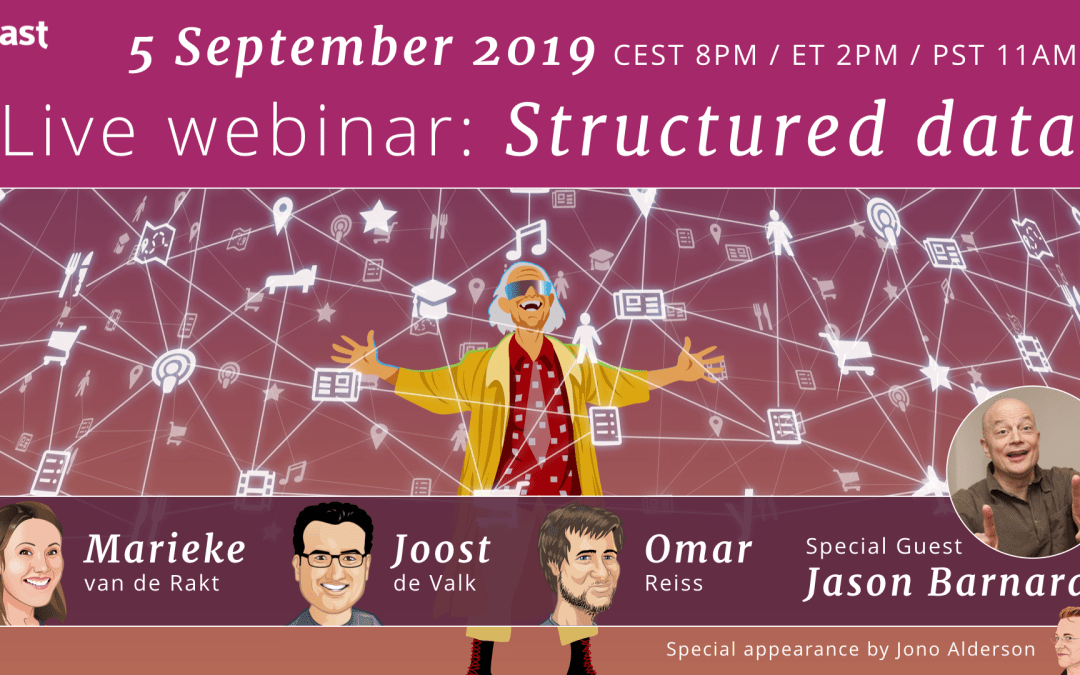 ast
5 September 2019 CEST 8PM / ET 2PM / PST 11AM
Live webinar: Structured data
Marieke
van de Rakt
Joost
de Valk
Omar
Reiss
Special Guest
Jason Barnard
Special appearance by Jono Alderson